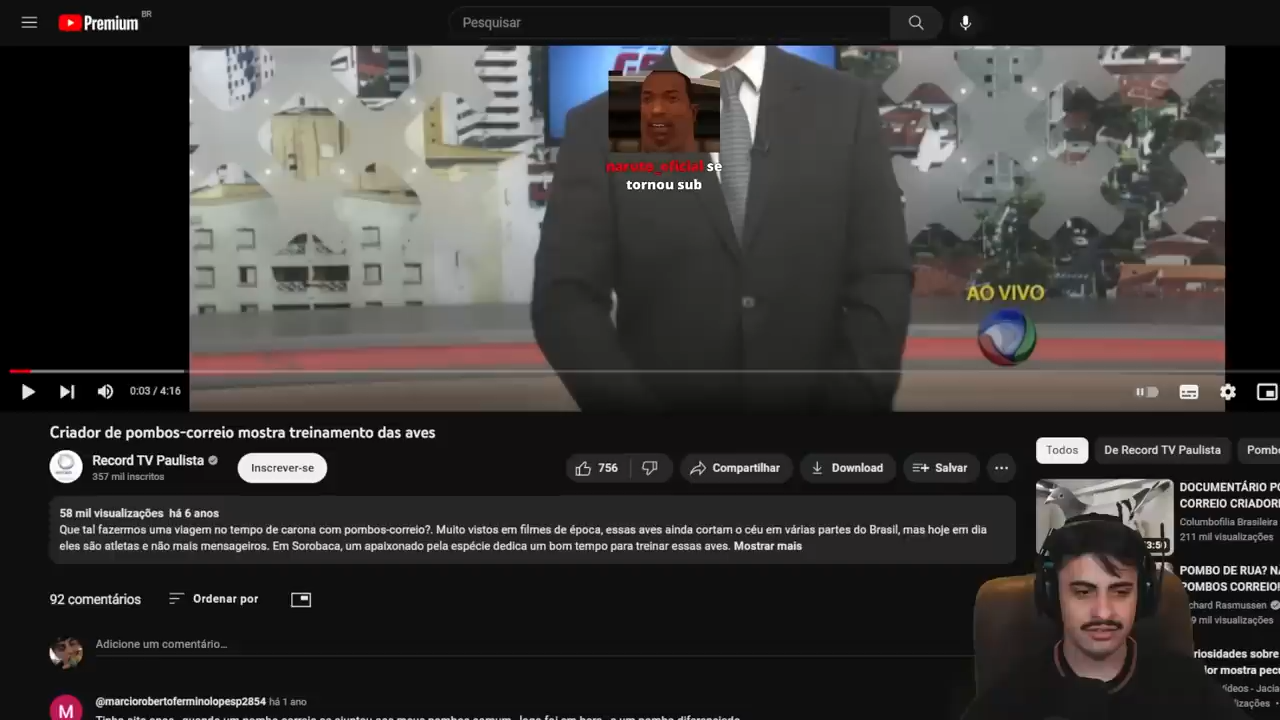 Premium BR
Pesquisar
naruto_oficial se
tornou sub
AO VIVO
0:03 / 4:16
Criador de pombos-correio mostra treinamento das aves
Record TV Paulista
357 mil inscritos
Inscrever-se
756
Compartilhar
Download
Salvar
Todos
De Record TV Paulista
58 mil visualizações há 6 anos
Que tal fazermos uma viagem no tempo de carona com pombos-correio?. Muito vistos em filmes de época, essas aves ainda cortam o céu em várias partes do Brasil, mas hoje em dia
eles são atletas e não mais mensageiros. Em Sorobaca, um apaixonado pela espécie dedica um bom tempo para treinar essas aves. Mostrar mais
DOCUMENTÁRIO PO
CORREIO CRIADOR
Columbofilia Brasileira
211 mil visualizações
POMBO DE RUA? NÃ
POMBOS CORREIO!
chard Rasmussen
9 mil visualizações
92 comentários
Ordenar por
Adicione um comentário...
riosidades sobre
M
@marciorobertoferminolopesp2854 há 1 ano